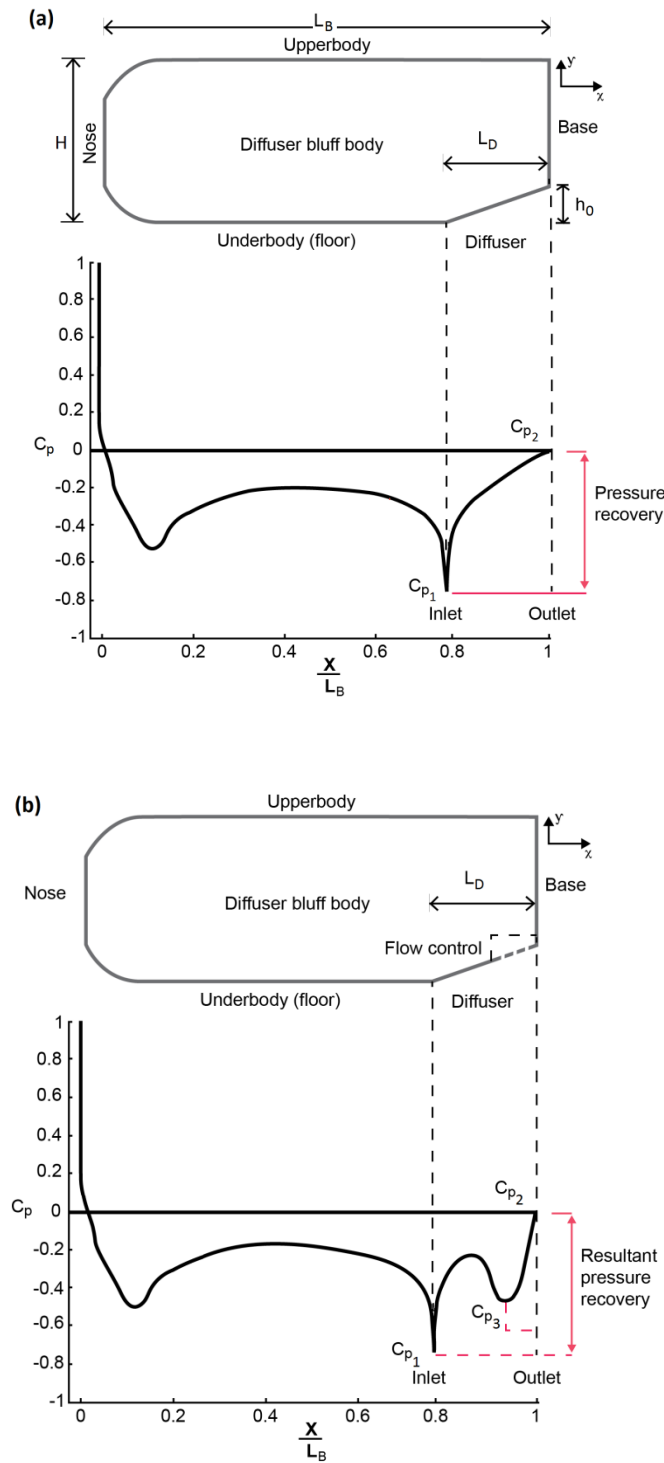 (a)
L_B
Upperbody
y
χ
H
Nose
Diffuser bluff body
L_D
Base
h_0
Underbody (floor)
Diffuser
1
0.8
0.6
0.4
0.2
C_p
0
-0.2
-0.4
-0.6
-0.8
-1
C_p_2
Pressure
recovery
C_p_1
Inlet
Outlet
0
0.2
0.4
0.6
0.8
1
X
L_B
(b)
Upperbody
y
χ
Nose
Diffuser bluff body
L_D
Base
Flow control
Underbody (floor)
Diffuser
1
0.8
0.6
0.4
0.2
C_p
0
-0.2
-0.4
-0.6
-0.8
-1
C_p_2
Resultant
pressure
recovery
C_p_3
C_p_1
Inlet
Outlet
0
0.2
0.4
0.6
0.8
1
X
L_B